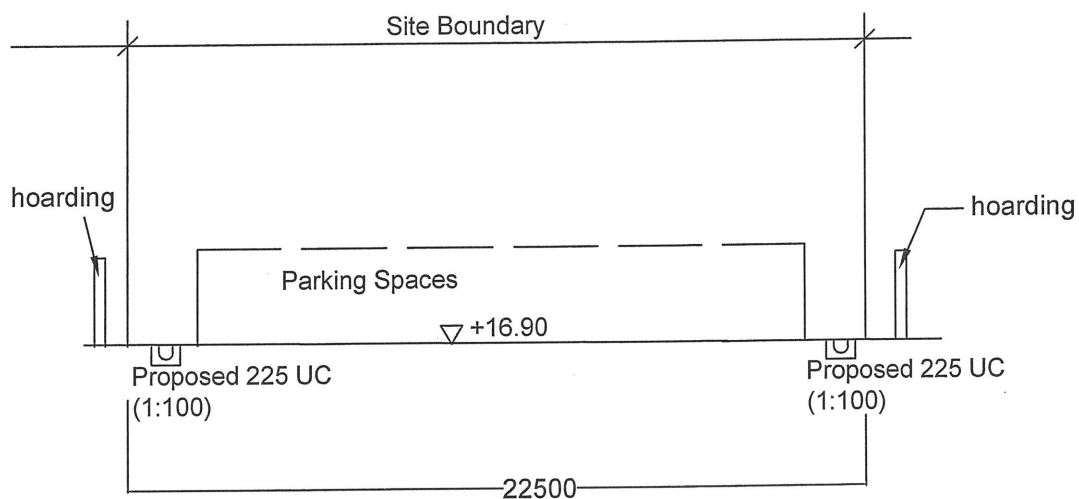 Site Boundary
hoarding
hoarding
Parking Spaces
+16.90
Proposed 225 UC
(1:100)
Proposed 225 UC
(1:100)
22500